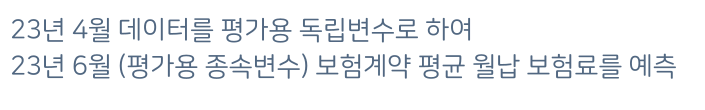 23년 4월 데이터를 평가용 독립변수로 하여
23년 6월 (평가용 종속변수) 보험계약 평균 월납 보험료를 예측